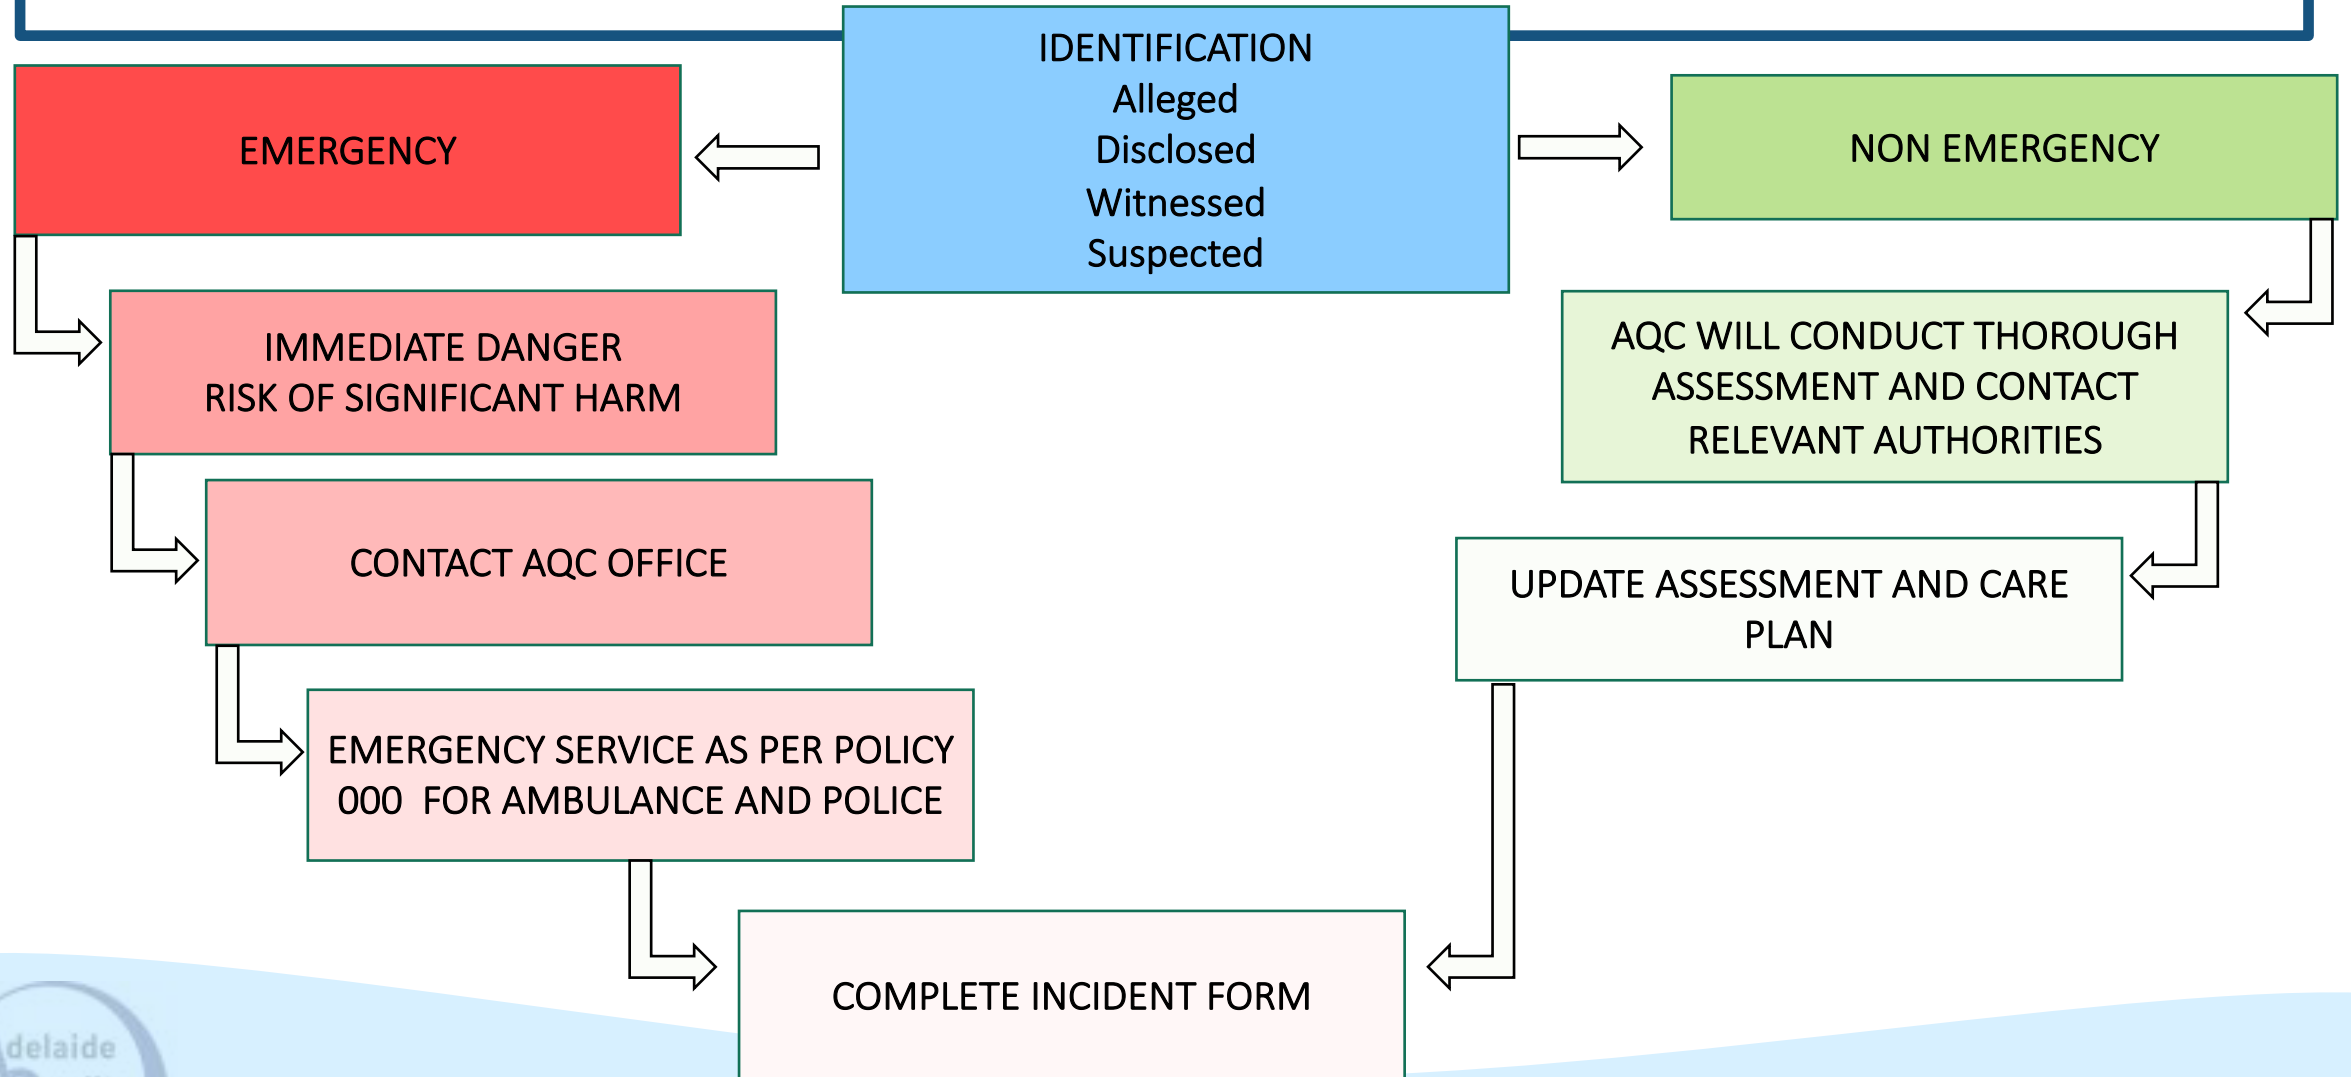 IDENTIFICATION
Alleged
Disclosed
Witnessed
Suspected
EMERGENCY
NON EMERGENCY
IMMEDIATE DANGER
RISK OF SIGNIFICANT HARM
AQC WILL CONDUCT THOROUGH
ASSESSMENT AND CONTACT
RELEVANT AUTHORITIES
CONTACT AQC OFFICE
UPDATE ASSESSMENT AND CARE
PLAN
EMERGENCY SERVICE AS PER POLICY
000  FOR AMBULANCE AND POLICE
COMPLETE INCIDENT FORM
delaide